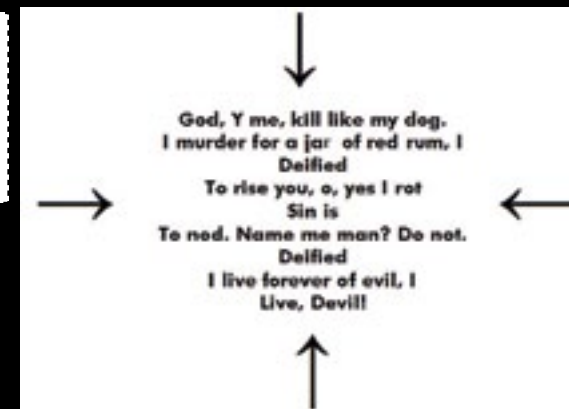 God, Y me, kill like my dog.
I murder for a jar of red rum, I
Deified
To rise you, o, yes I rot
Sin is
To nod. Name me man? Do not.
Deified
I live forever of evil, I
Live, Devil!